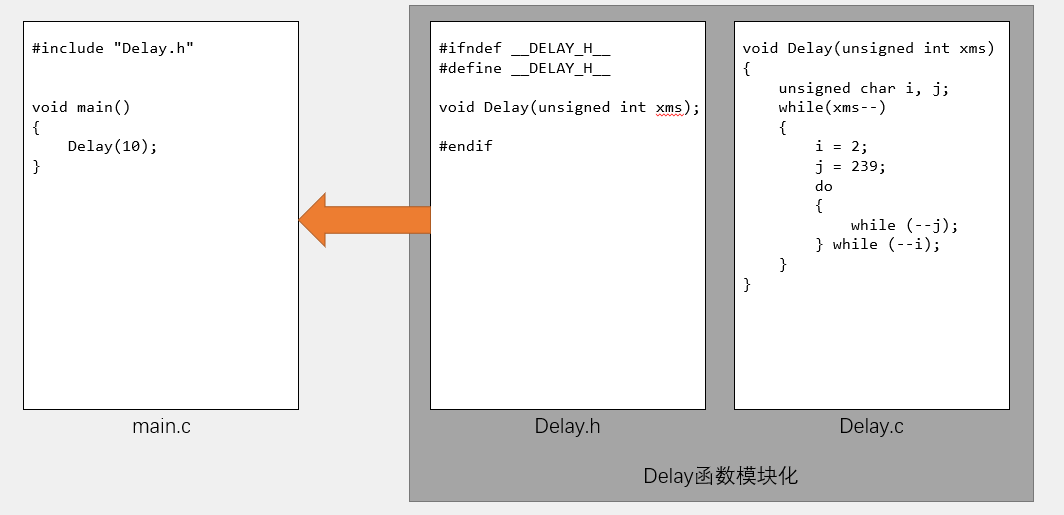 #include "Delay.h"
void main()
{
    Delay(10);
}
main.c
#ifndef __DELAY_H__
#define __DELAY_H__
void Delay(unsigned int xms);
#endif
Delay.h
void Delay(unsigned int xms)
{
    unsigned char i, j;
    while(xms--)
    {
        i = 2;
        j = 239;
        do
        {
            while (--j);
        } while (--i);
    }
}
Delay.c
Delay函数模块化